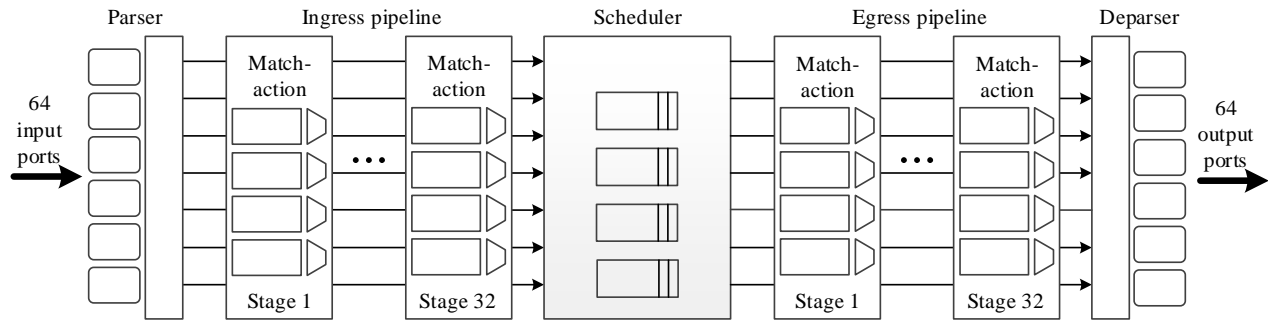 Parser
Ingress pipeline
Scheduler
Egress pipeline
Deparser
64
input
ports
Match-
action
Stage 1
...
Match-
action
Stage 32
Match-
action
Stage 1
...
Match-
action
Stage 32
64
output
ports